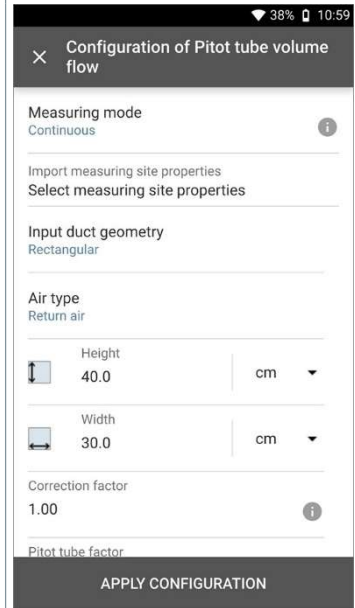 38% 10:59
Configuration of Pitot tube volume
flow
Measuring mode
Continuous
Import measuring site properties
Select measuring site properties
Input duct geometry
Rectangular
Air type
Return air
Height
40.0 cm
Width
30.0 cm
Correction factor
1.00
Pitot tube factor
APPLY CONFIGURATION